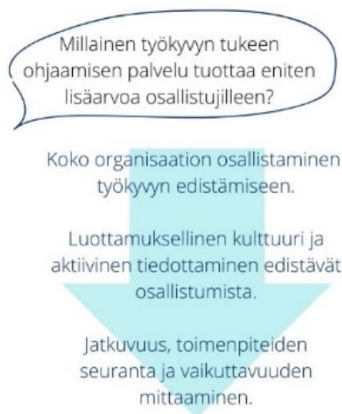 Millainen työkyvyn tukeen
ohjaamisen palvelu tuottaa eniten
lisäarvoa osallistujilleen?
Koko organisaation osallistaminen
työkyvyn edistämiseen.
Luottamuksellinen kulttuuri ja
aktiivinen tiedottaminen edistävät
osallistumista.
Jatkuvuus, toimenpiteiden
seuranta ja vaikuttavuuden
mittaaminen.